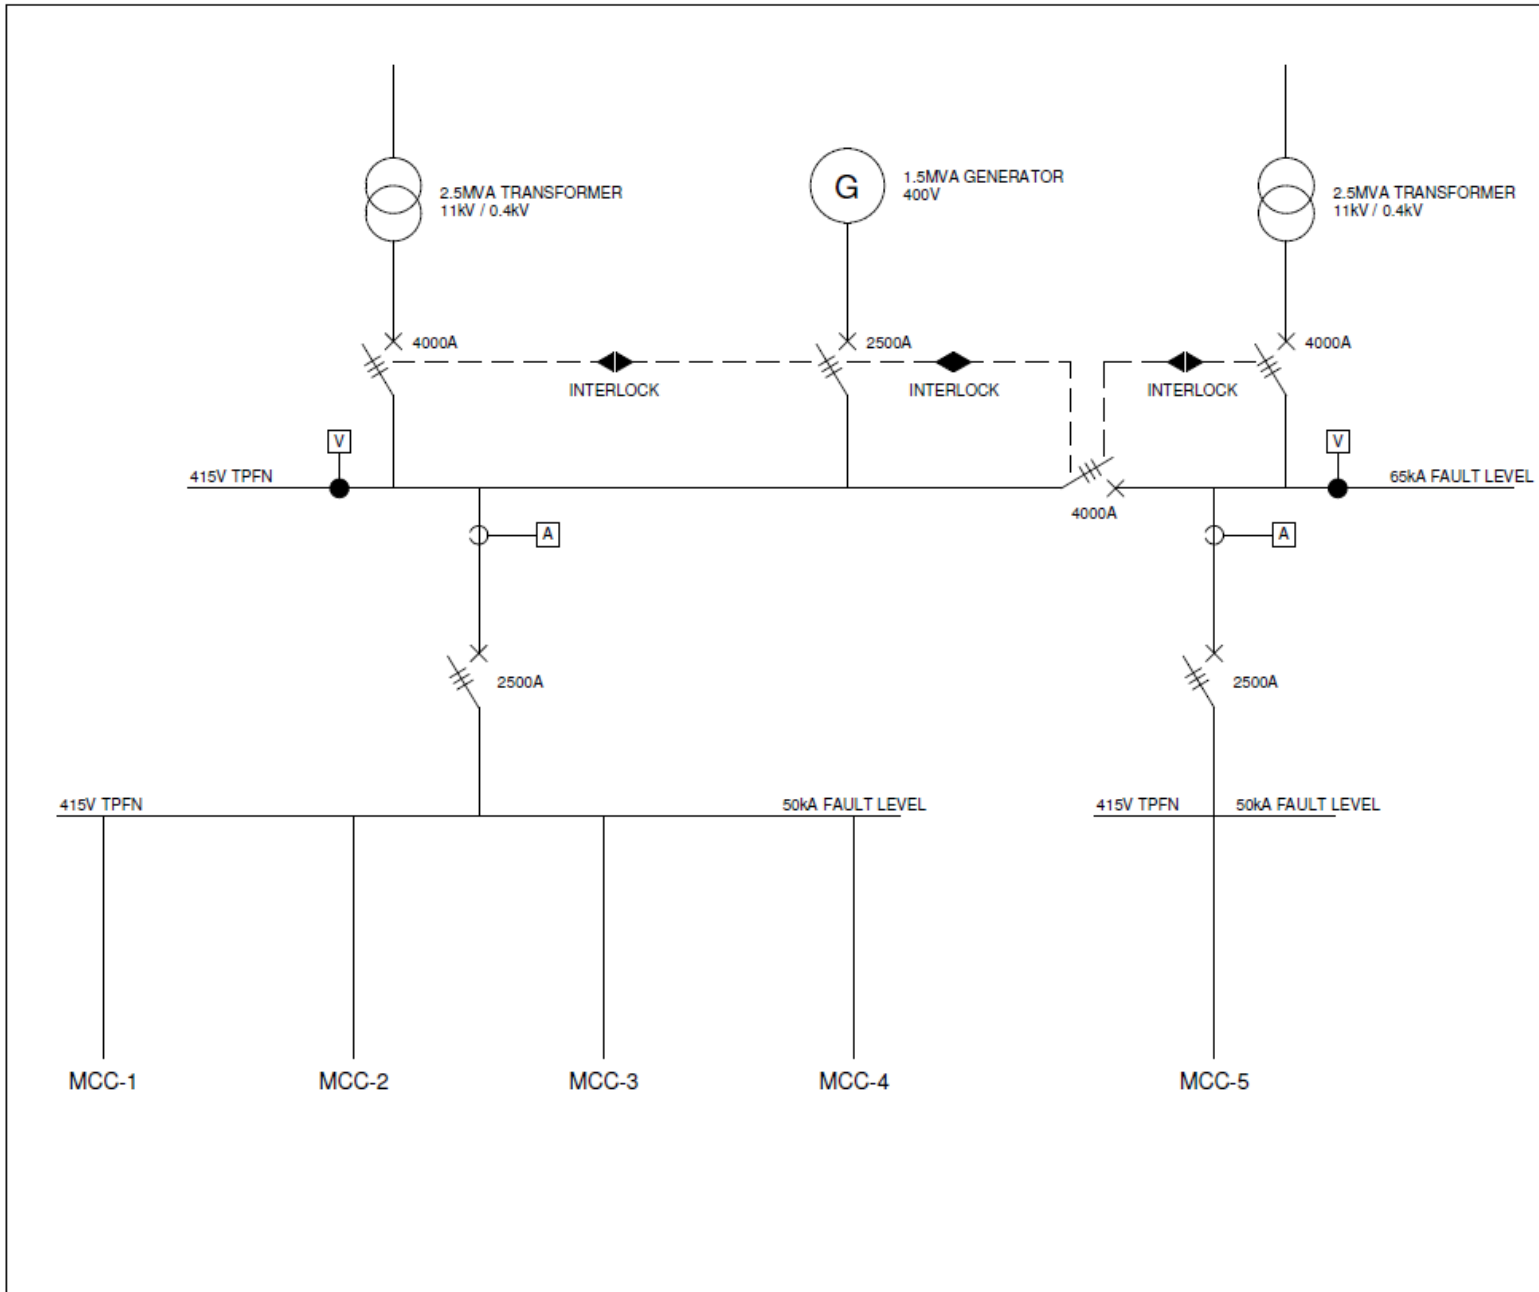 2.5MVA TRANSFORMER
11kV / 0.4kV
G
1.5MVA GENERATOR
400V
2.5MVA TRANSFORMER
11kV / 0.4kV
4000A
2500A
4000A
INTERLOCK
INTERLOCK
INTERLOCK
V
V
415V TPFN
65kA FAULT LEVEL
4000A
A
A
2500A
2500A
415V TPFN
50kA FAULT LEVEL
415V TPFN
50kA FAULT LEVEL
MCC-1
MCC-2
MCC-3
MCC-4
MCC-5